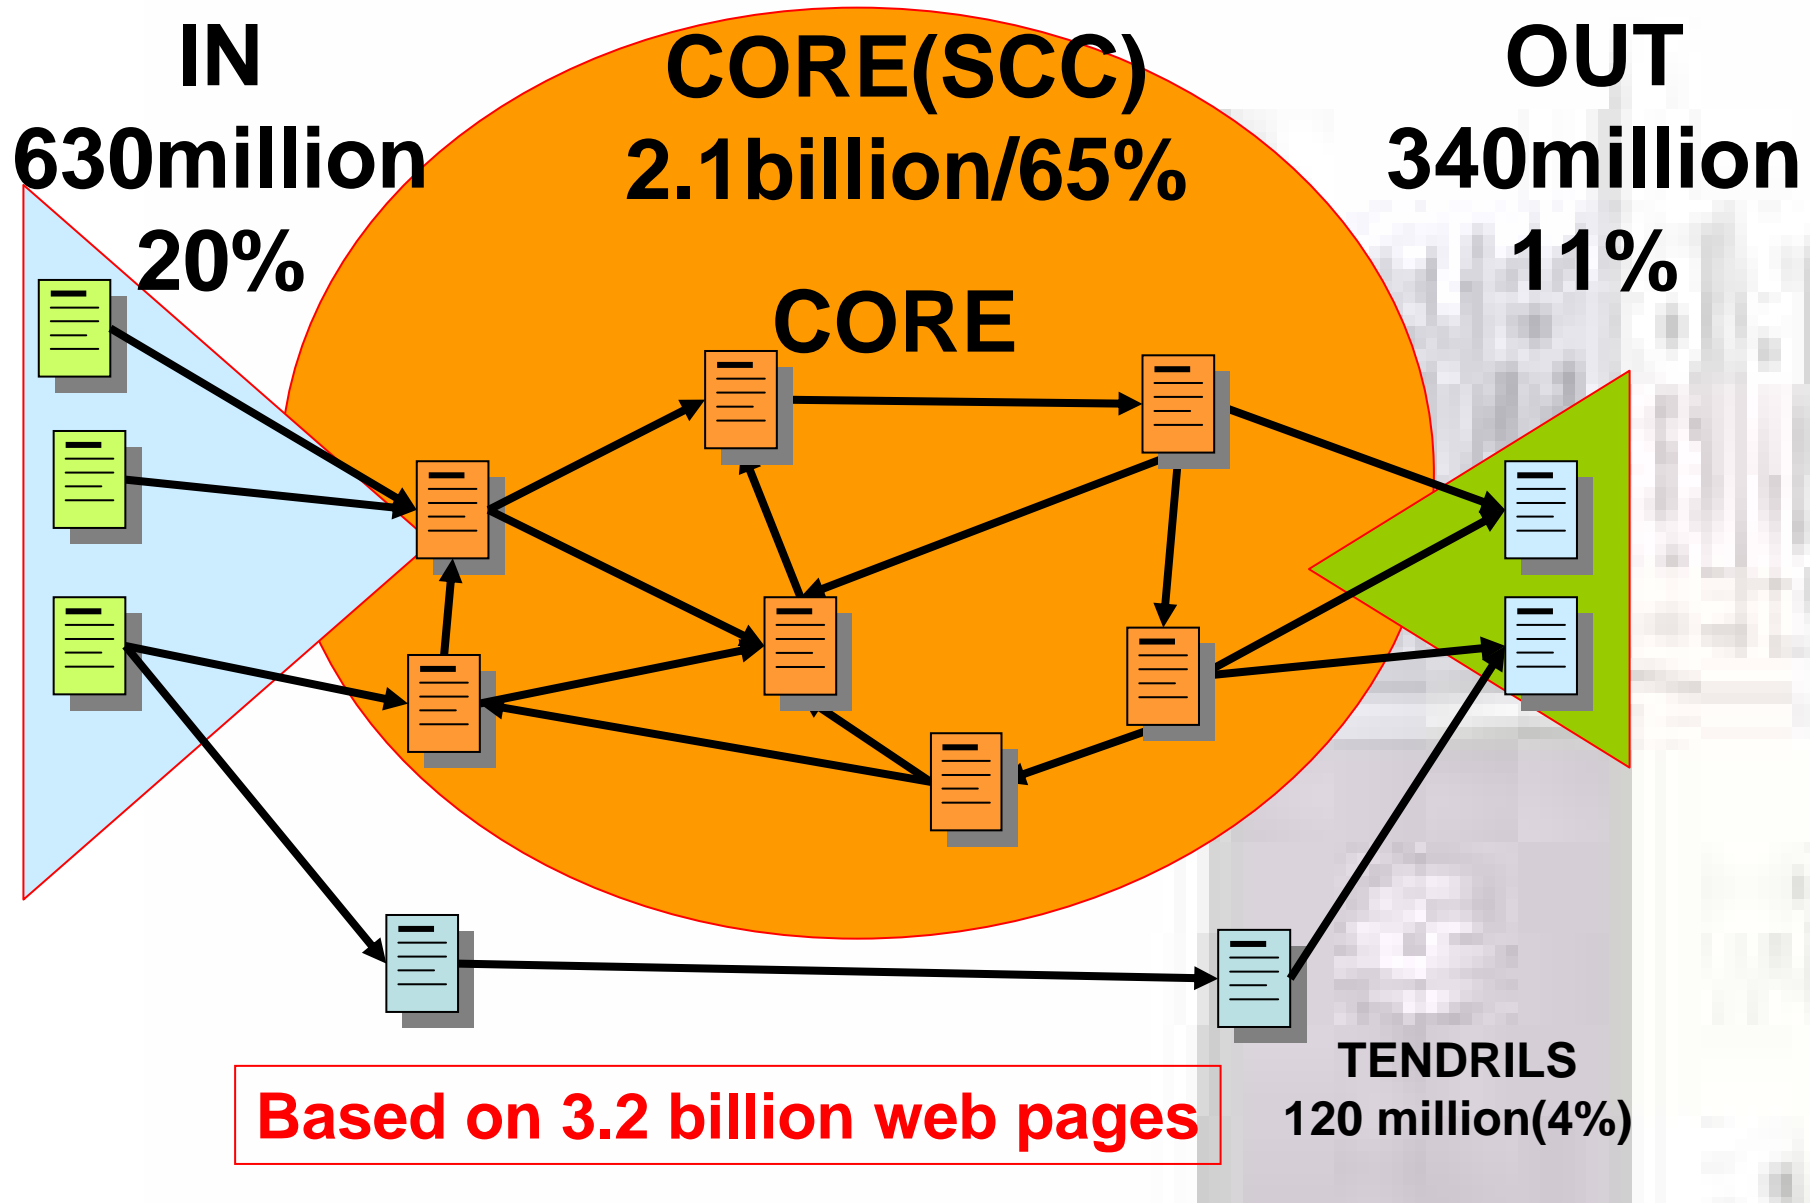 IN
630million
20%
CORE(SCC)
2.1billion/65%
CORE
OUT
340million
11%
TENDRILS
120 million(4%)
Based on 3.2 billion web pages